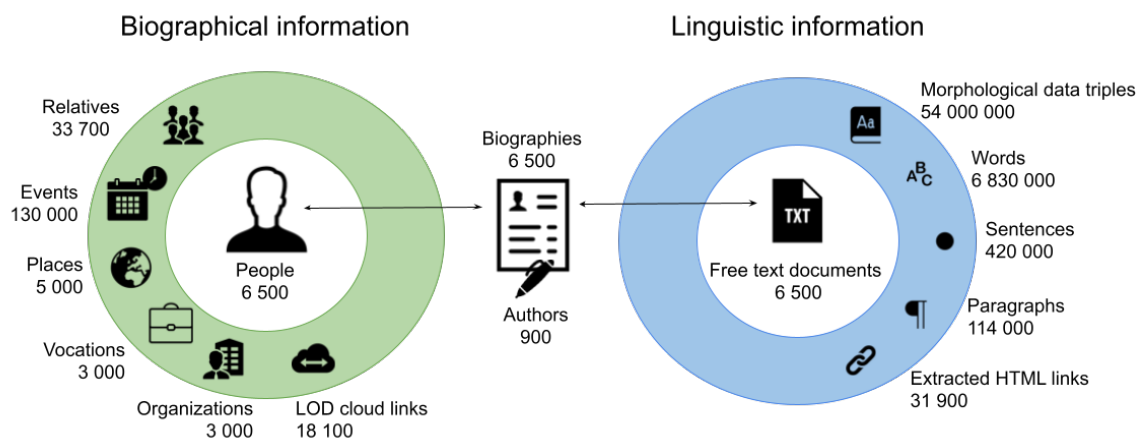 Biographical information
Relatives
33 700
Events
130 000
Places
5 000
Vocations
3 000
Organizations
3 000
LOD cloud links
18 100
People
6 500
Biographies
6 500
Authors
900
Linguistic information
TXT
Free text documents
6 500
Aa
Morphological data triples
54 000 000
ABC
Words
6 830 000
Sentences
420 000
¶
Paragraphs
114 000
Extracted HTML links
31 900